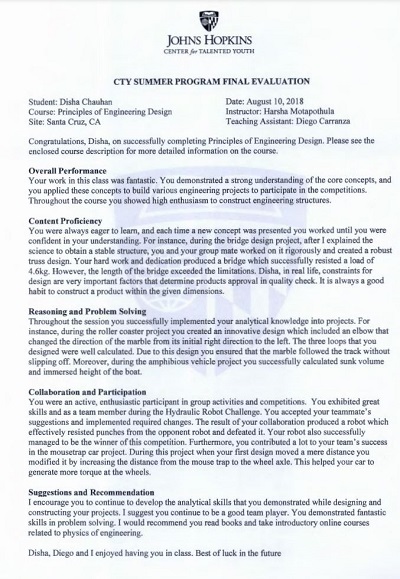 JOHNS HOPKINS
CENTER for TALENTED YOUTH
CTY SUMMER PROGRAM FINAL EVALUATION
Student: Disha Chauhan
Date: August 10, 2018
Course: Principles of Engineering Design
Instructor: Harsha Motapothula
Site: Santa Cruz, CA
Teaching Assistant: Diego Carranza
Congratulations, Disha, on successfully completing Principles of Engineering Design. Please see the
enclosed course description for more detailed information on the course.
Overall Performance
Your work in this class was fantastic. You demonstrated a strong understanding of the core concepts, and
you applied these concepts to build various engineering projects to participate in the competitions.
Throughout the course you showed high enthusiasm to construct engineering structures.
Content Proficiency
You were always eager to learn, and each time a new concept was presented you worked until you were
confident in your understanding. For instance, during the bridge design project, after I explained the
science to obtain a stable structure, you and your group mate worked on it rigorously and created a robust
truss design. Your hard work and dedication produced a bridge which successfully resisted a load of
4.6kg. However, the length of the bridge exceeded the limitations. Disha, in real life, constraints for
design are very important factors that determine products approval in quality check. It is always a good
habit to construct a product within the given dimensions.
Reasoning and Problem Solving
Throughout the session you successfully implemented your analytical knowledge into projects. For
instance, during the roller coaster project you created an innovative design which included an elbow that
changed the direction of the marble from its initial right direction to the left. The three loops that you
designed were well calculated. Due to this design you ensured that the marble followed the track without
slipping off. Moreover, during the amphibious vehicle project you successfully calculated sunk volume
and immersed height of the boat.
Collaboration and Participation
You were an active, enthusiastic participant in group activities and competitions. You exhibited great
skills and as a team member during the Hydraulic Robot Challenge. You accepted your teammate's
suggestions and implemented required changes. The result of your collaboration produced a robot which
effectively resisted punches from the opponent robot and defeated it. Your robot also successfully
managed to be the winner of this competition. Furthermore, you contributed a lot to your team's success
in the mousetrap car project. During this project when your first design moved a mere distance you
modified it by increasing the distance from the mouse trap to the wheel axle. This helped your car to
generate more torque at the wheels.
Suggestions and Recommendation
I encourage you to continue to develop the analytical skills that you demonstrated while designing and
constructing your projects. I suggest you continue to be a good team player. You demonstrated fantastic
skills in problem solving. I would recommend you read books and take introductory online courses
related to physics of engineering.
Disha, Diego and I enjoyed having you in class. Best of luck in the future